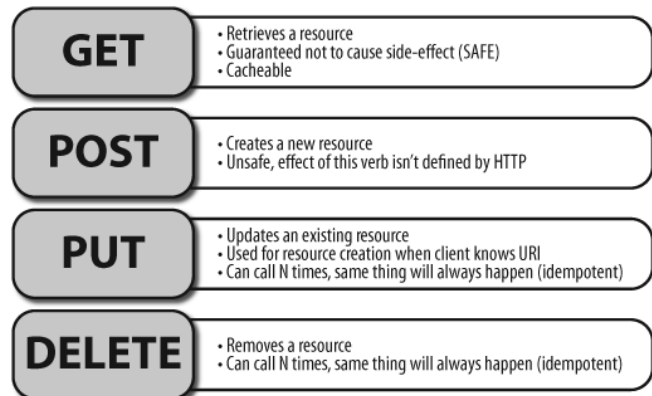 GET
• Retrieves a resource
• Guaranteed not to cause side-effect (SAFE)
• Cacheable
POST
• Creates a new resource
• Unsafe, effect of this verb isn't defined by HTTP
PUT
• Updates an existing resource
• Used for resource creation when client knows URI
• Can call N times, same thing will always happen (idempotent)
DELETE
• Removes a resource
• Can call N times, same thing will always happen (idempotent)